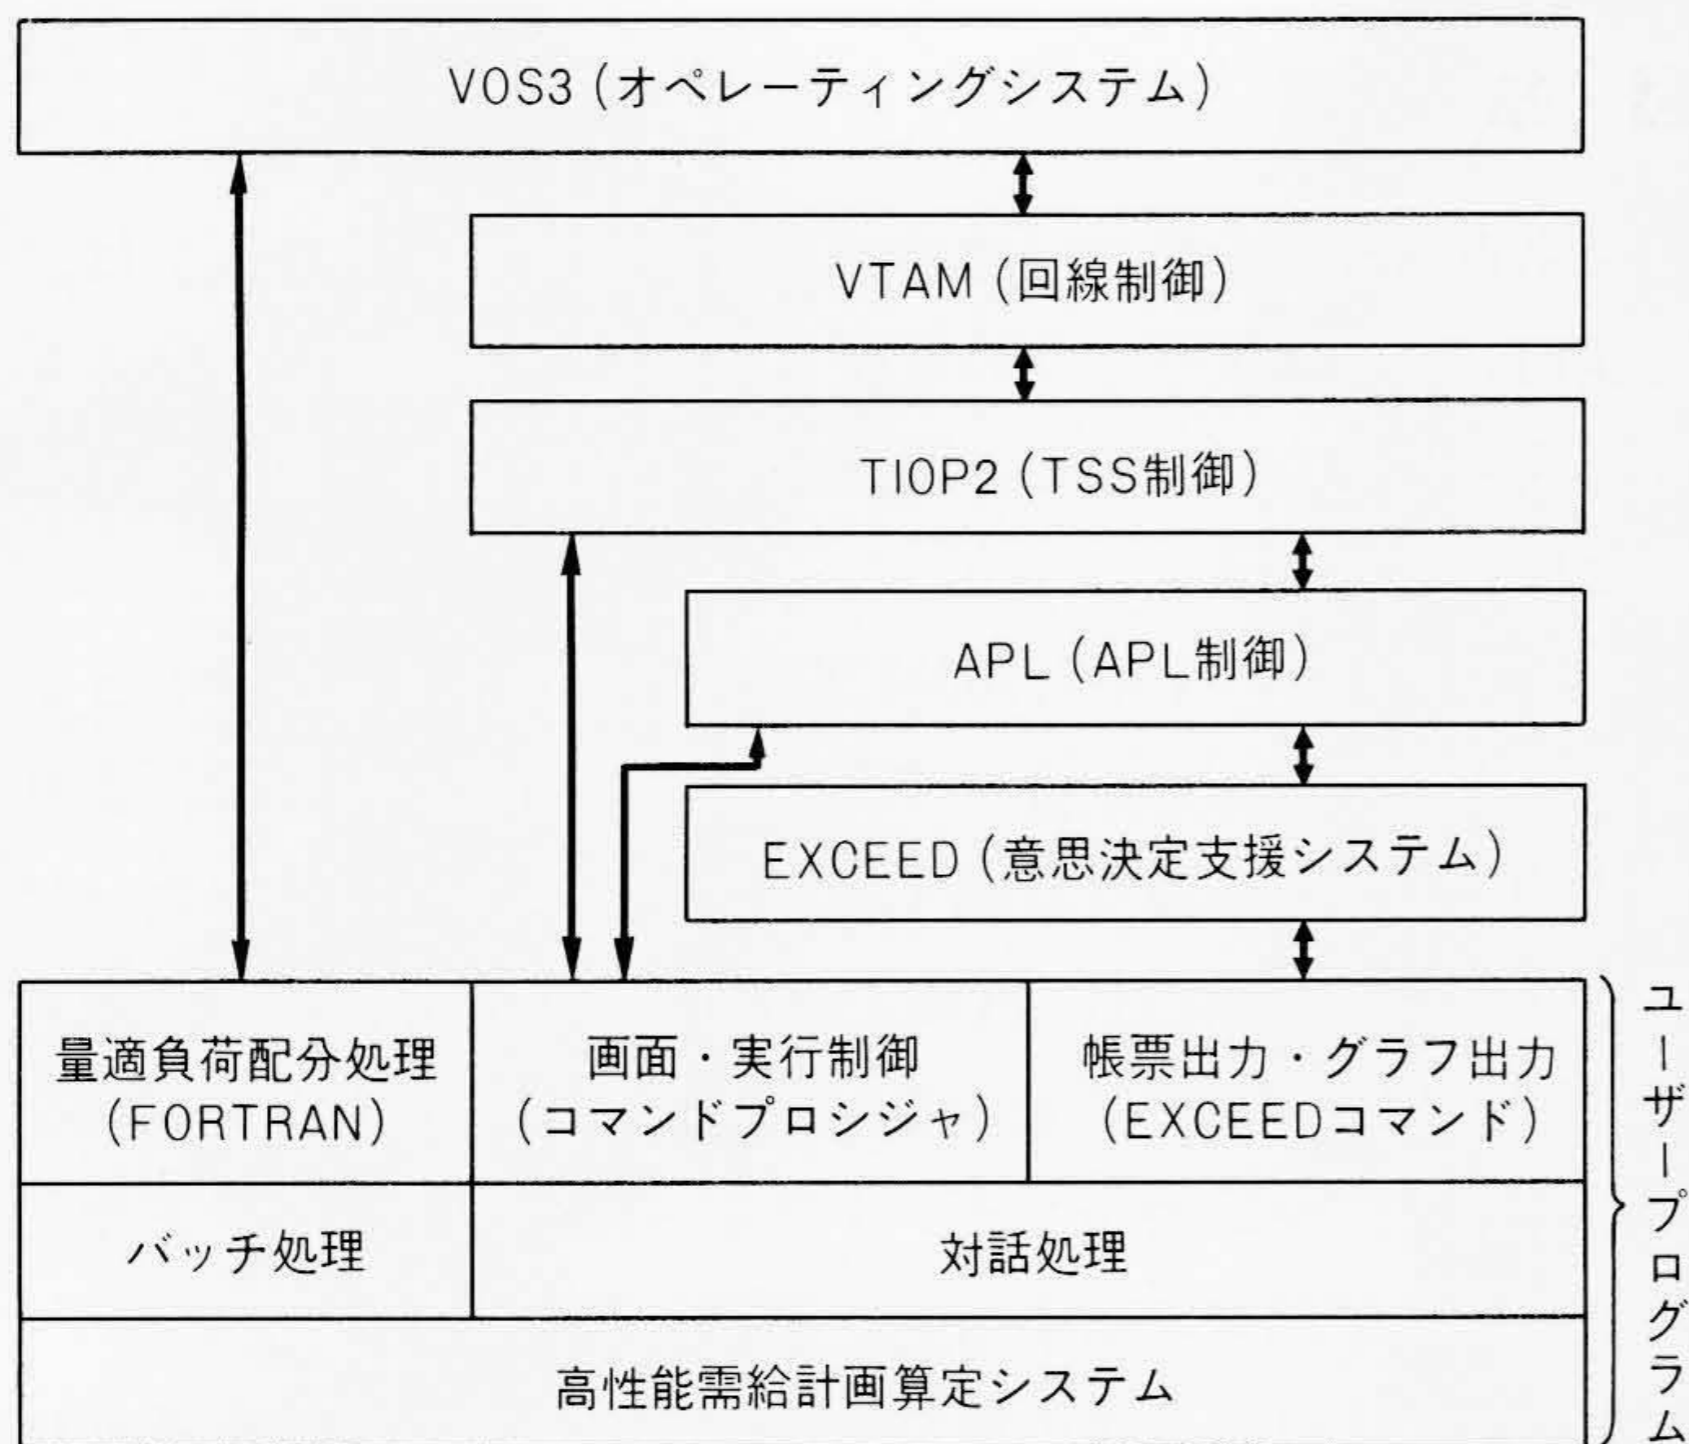 VOS3(オペレーティングシステム)
VTAM(回線制御)
TIOP2(TSS制御)
APL(APL制御)
EXCEED(意思決定支援システム)
量適負荷配分処理
(FORTRAN)
画面・実行制御
(コマンドプロシジャ)
帳票出力・グラフ出力
(EXCEEDコマンド)
バッチ処理
対話処理
高性能需給計画算定システム
ユーザープログラム